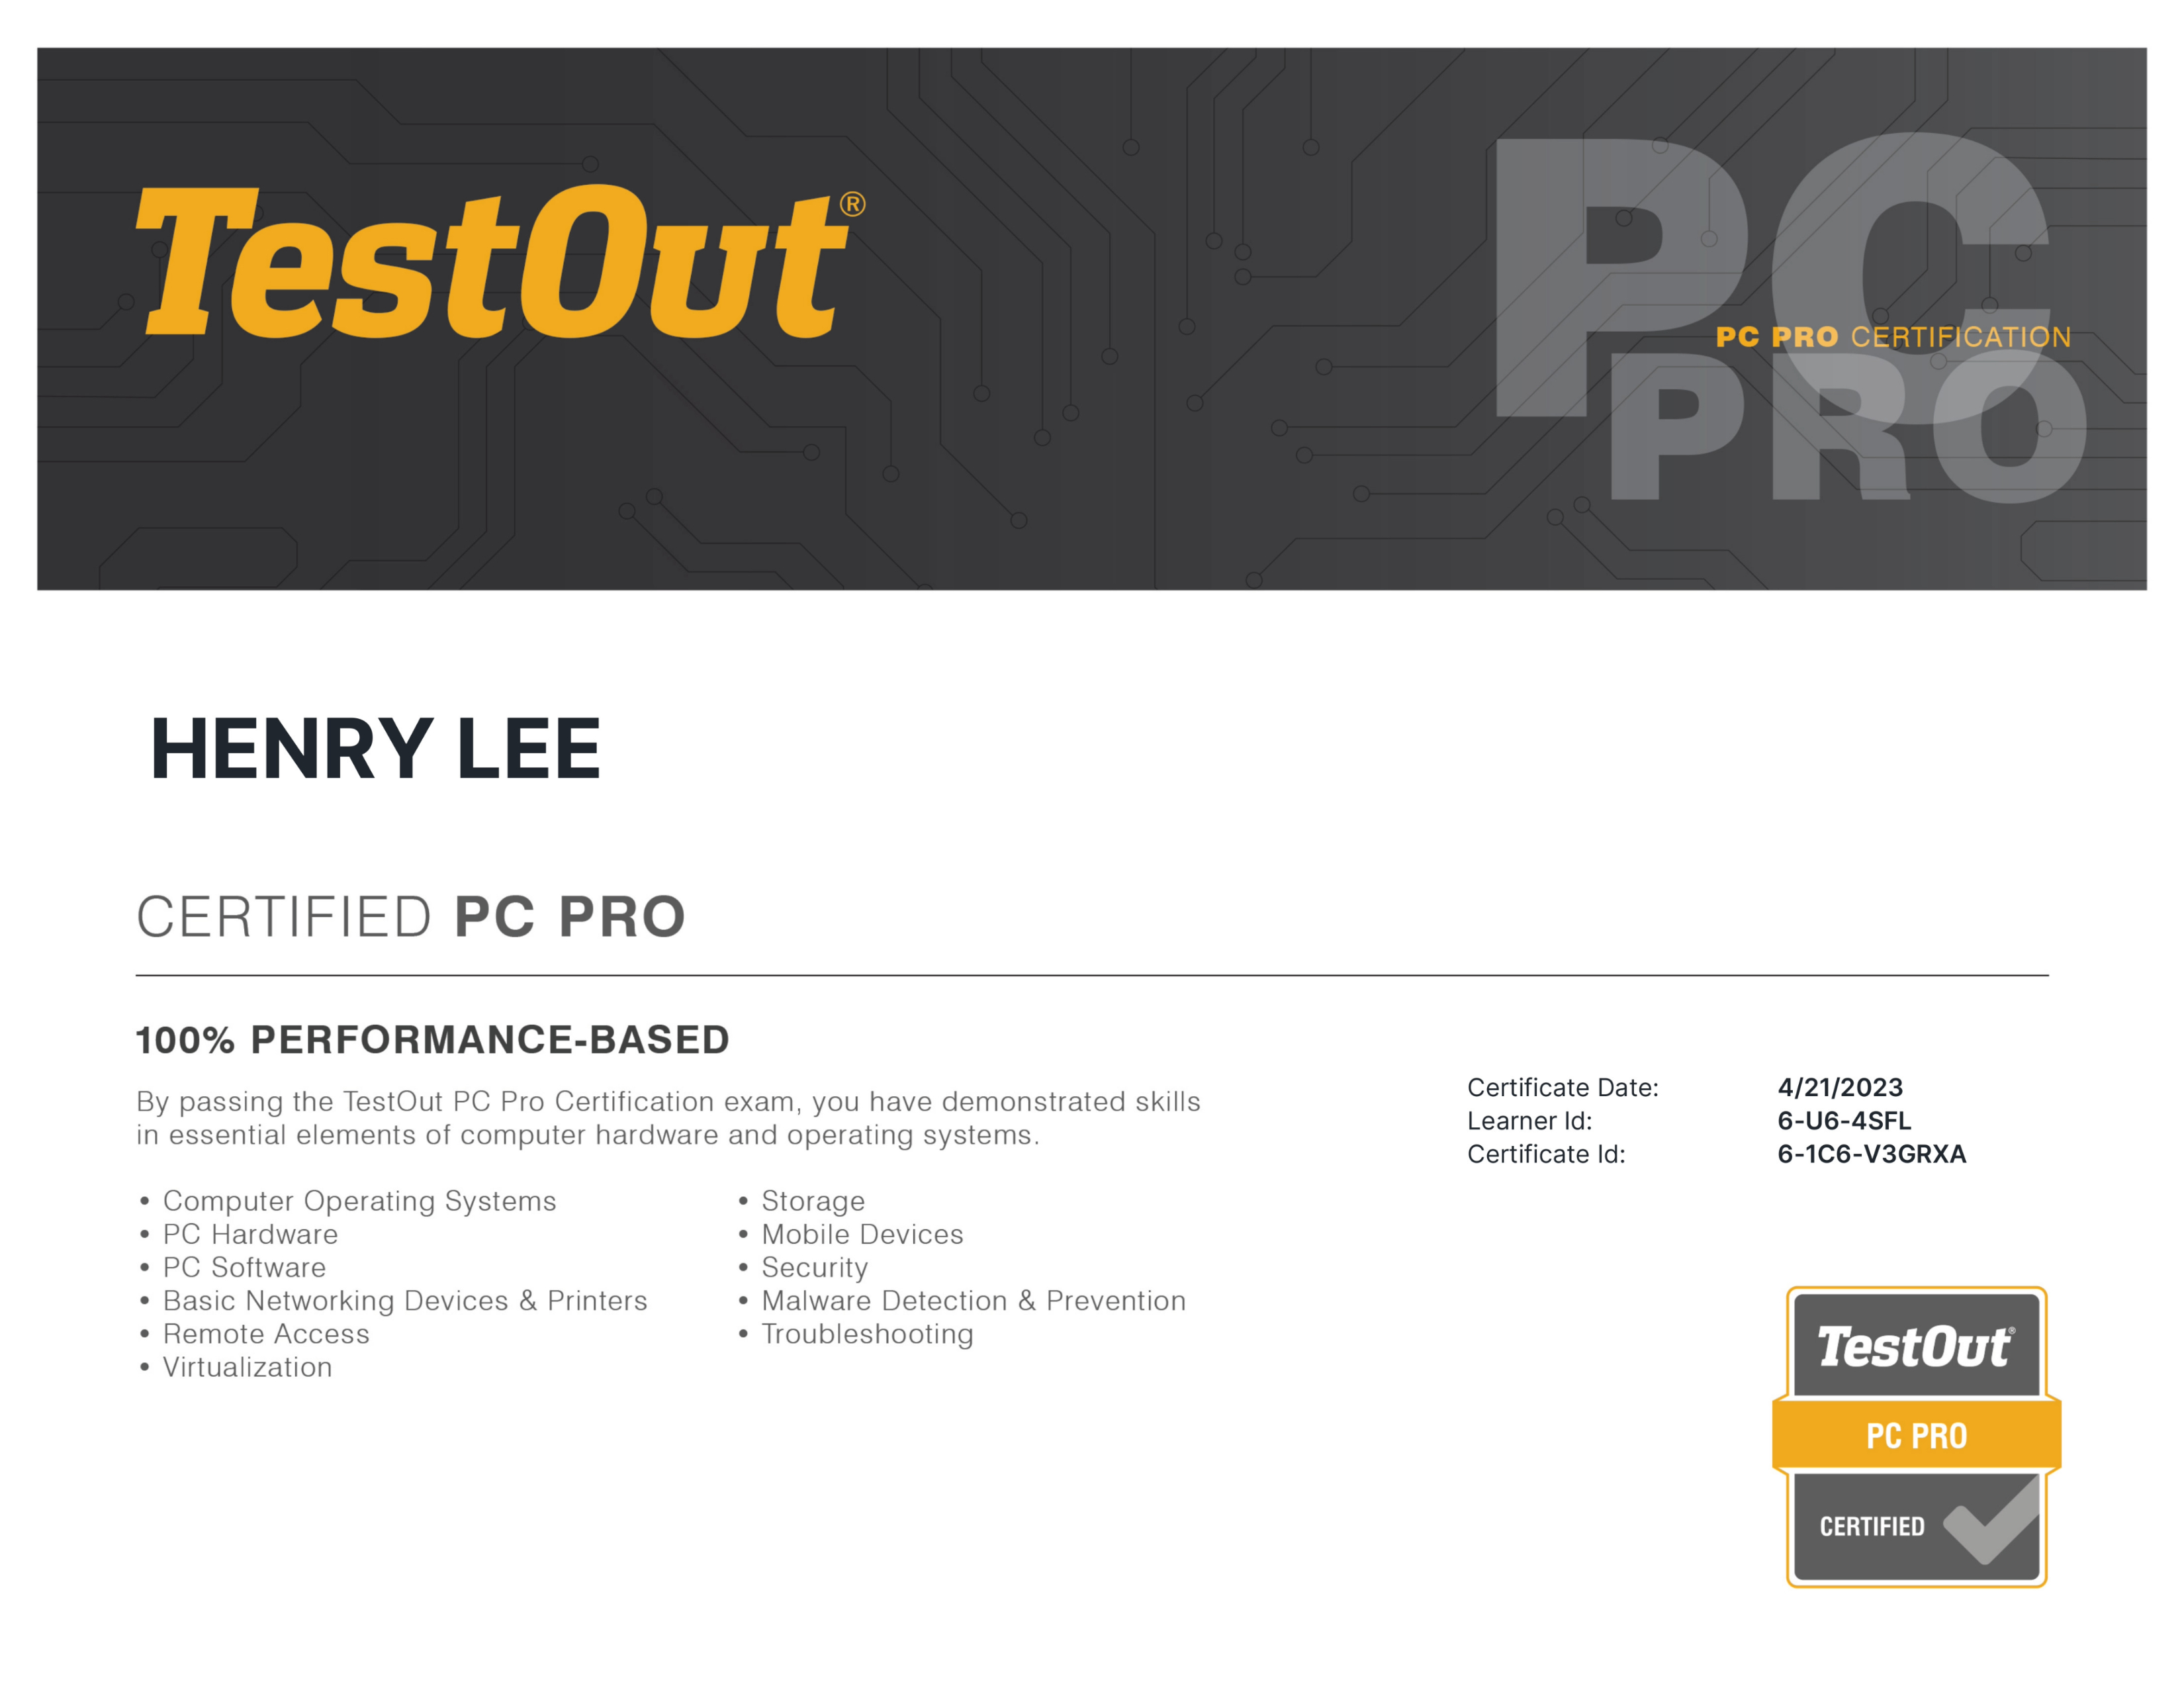 TestOut®
PC
PC PRO CERTIFICATION
PRO
HENRY LEE
CERTIFIED PC PRO
100% PERFORMANCE-BASED
By passing the TestOut PC Pro Certification exam, you have demonstrated skills
in essential elements of computer hardware and operating systems.
• Computer Operating Systems
• PC Hardware
• PC Software
• Basic Networking Devices & Printers
• Remote Access
• Virtualization
• Storage
• Mobile Devices
• Security
• Malware Detection & Prevention
• Troubleshooting
Certificate Date: 4/21/2023
Learner Id: 6-U6-4SFL
Certificate Id: 6-1C6-V3GRXA
TestOut®
PC PRO
CERTIFIED